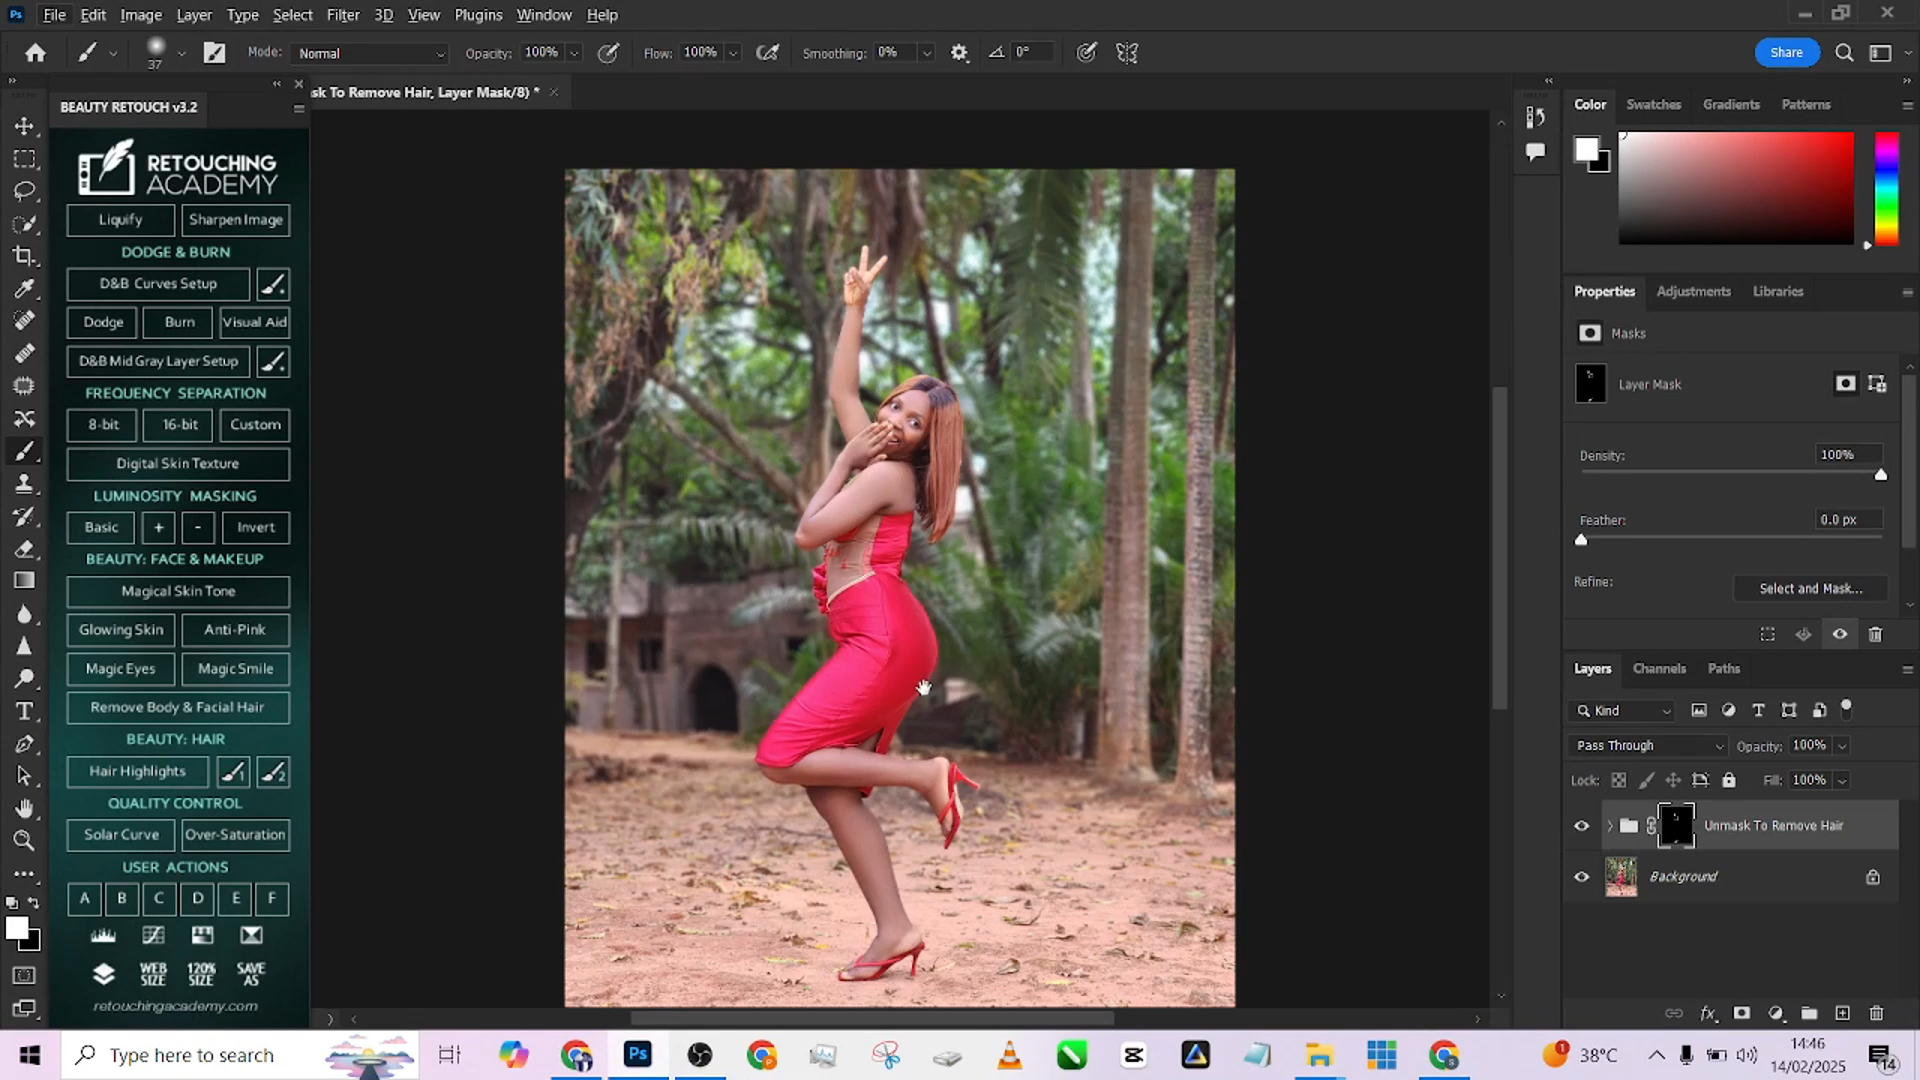 Ps File Edit Image Layer Type Select Filter 3D View Plugins Window Help
37 Mode: Normal Opacity: 100% Flow: 100% Smoothing: 0% 0° Share
sk To Remove Hair, Layer Mask/8) *
BEAUTY RETOUCH v3.2
RETOUCHING
ACADEMY
Liquify Sharpen Image
DODGE & BURN
D&B Curves Setup
Dodge Burn Visual Aid
D&B Mid Gray Layer Setup
FREQUENCY SEPARATION
8-bit 16-bit Custom
Digital Skin Texture
LUMINOSITY MASKING
Basic + - Invert
BEAUTY: FACE & MAKEUP
Magical Skin Tone
Glowing Skin Anti-Pink
Magic Eyes Magic Smile
Remove Body & Facial Hair
BEAUTY: HAIR
Hair Highlights 1 2
QUALITY CONTROL
Solar Curve Over-Saturation
USER ACTIONS
A B C D E F
WEB SIZE 120% SIZE SAVE AS
retouchingacademy.com
Color Swatches Gradients Patterns
Properties Adjustments Libraries
Masks
Layer Mask
Density: 100%
Feather: 0.0 px
Refine: Select and Mask...
Layers Channels Paths
Kind
Pass Through Opacity: 100%
Lock: Fill: 100%
Unmask To Remove Hair
Background
Type here to search
Ps
1 38°C
14:46
14/02/2025
14